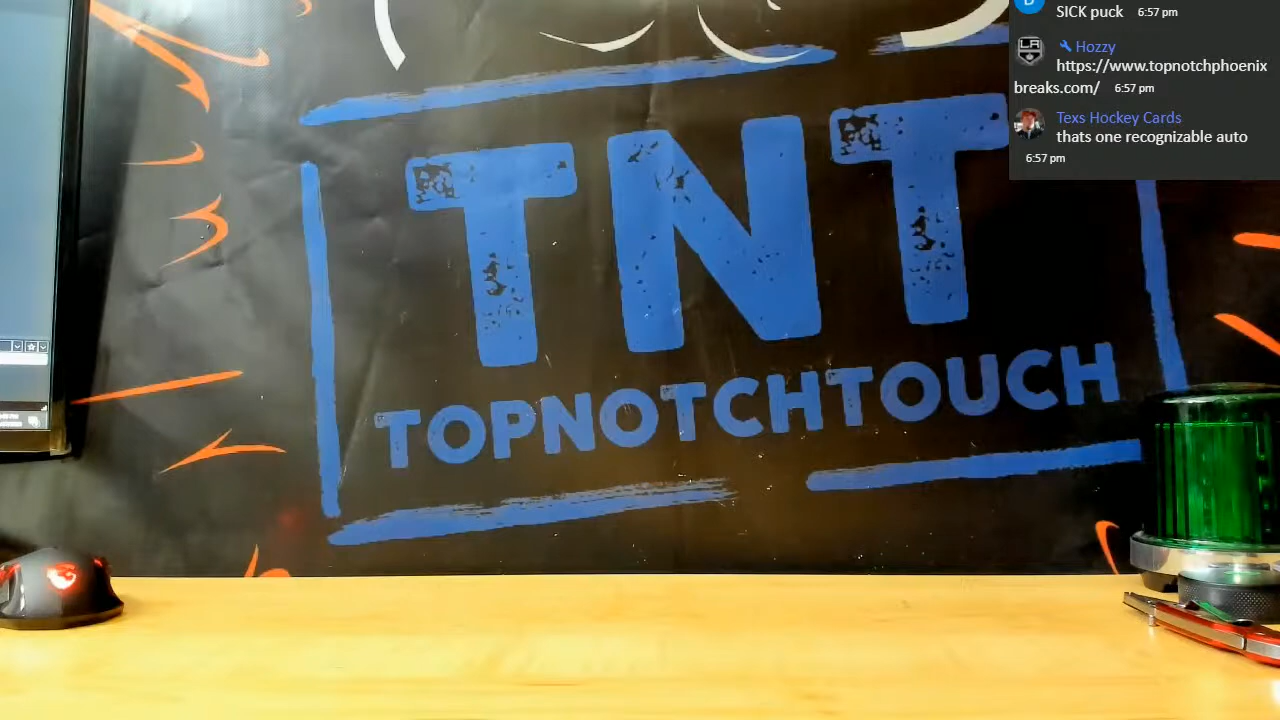 SICK puck 6:57 pm
Hozzy
https://www.topnotchphoenix
breaks.com/ 6:57 pm
Texs Hockey Cards
thats one recognizable auto
6:57 pm
TNT
TOPNOTCHTOUCH